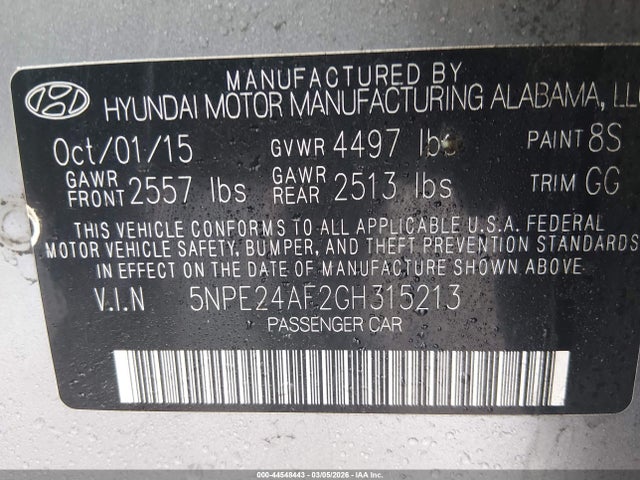 MANUFACTURED BY
HYUNDAI MOTOR MANUFACTURING ALABAMA, LLC
Oct/01/15 GVWR 4497 lbs PAINT 8S
GAWR FRONT 2557 lbs GAWR REAR 2513 lbs TRIM GG
THIS VEHICLE CONFORMS TO ALL APPLICABLE U.S.A. FEDERAL
MOTOR VEHICLE SAFETY, BUMPER, AND THEFT PREVENTION STANDARDS
IN EFFECT ON THE DATE OF MANUFACTURE SHOWN ABOVE.
V.I.N 5NPE24AF2GH315213
PASSENGER CAR
000-44548443 — 03/05/2026 — IAAI